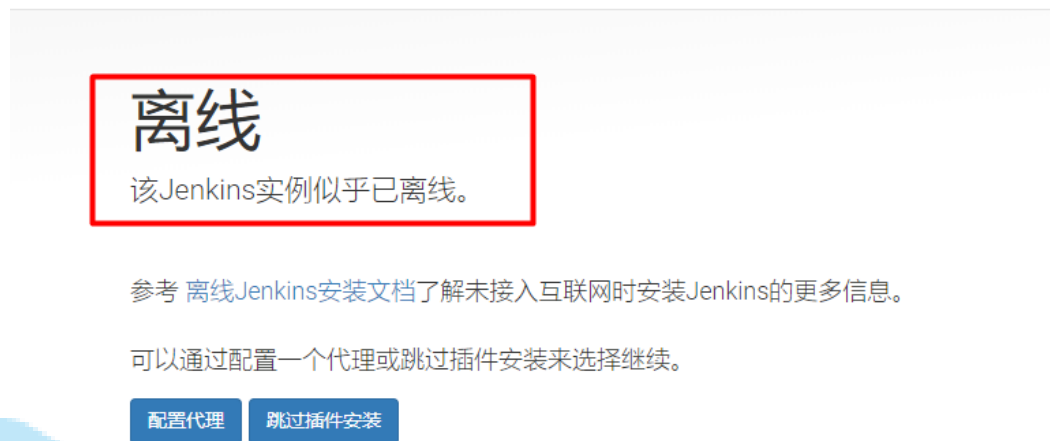 离线
该Jenkins实例似乎已离线。
参考 离线Jenkins安装文档了解未接入互联网时安装Jenkins的更多信息。
可以通过配置一个代理或跳过插件安装来选择继续。
配置代理 跳过插件安装